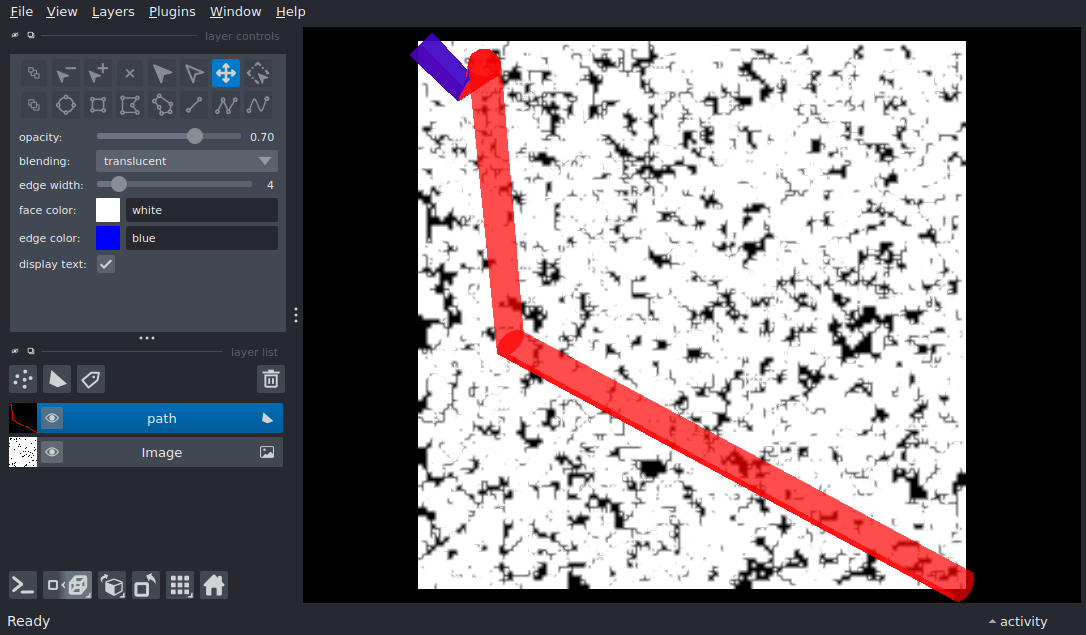 File View Layers Plugins Window Help
layer controls
opacity: 0.70
blending: translucent
edge width: 4
face color: white
edge color: blue
display text:
layer list
path
Image
Ready
activity